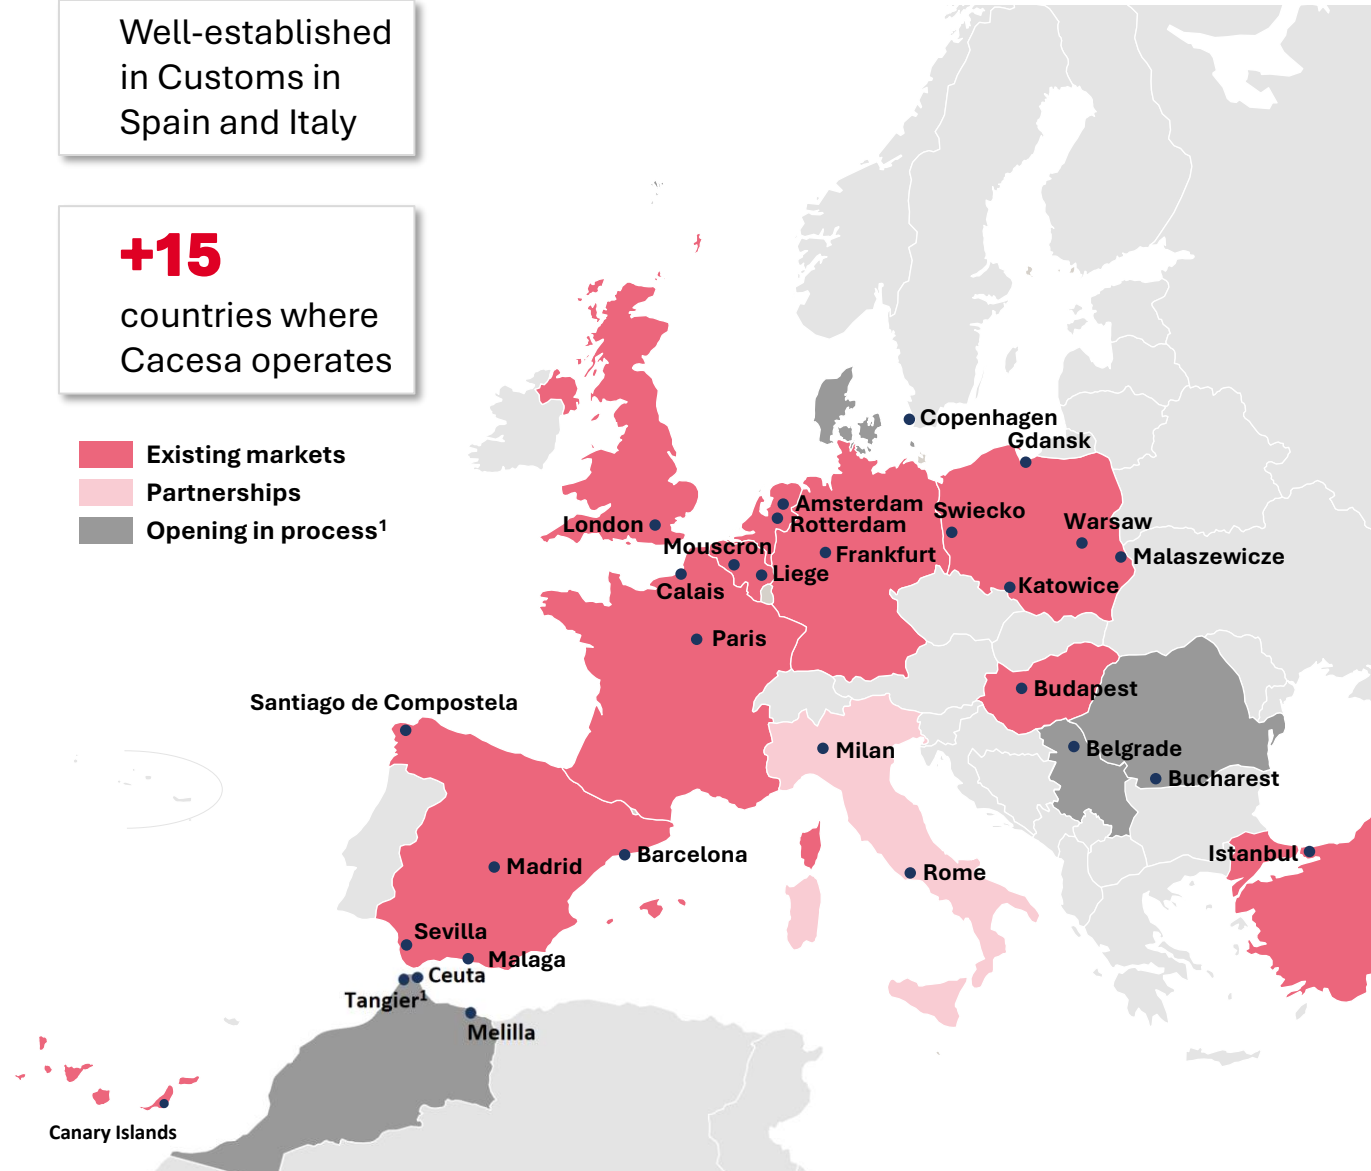 Well-established
in Customs in
Spain and Italy
+15
countries where
Cacesa operates
Existing markets
Partnerships
Opening in process¹
Copenhagen
Gdansk
Amsterdam
Rotterdam
Swiecko
Warsaw
London
Mouscron
Frankfurt
Malaszewicze
Liege
Calais
Katowice
Paris
Budapest
Santiago de Compostela
Milan
Belgrade
Bucharest
Istanbul
Barcelona
Madrid
Rome
Sevilla
Malaga
Ceuta
Tangier¹
Melilla
Canary Islands